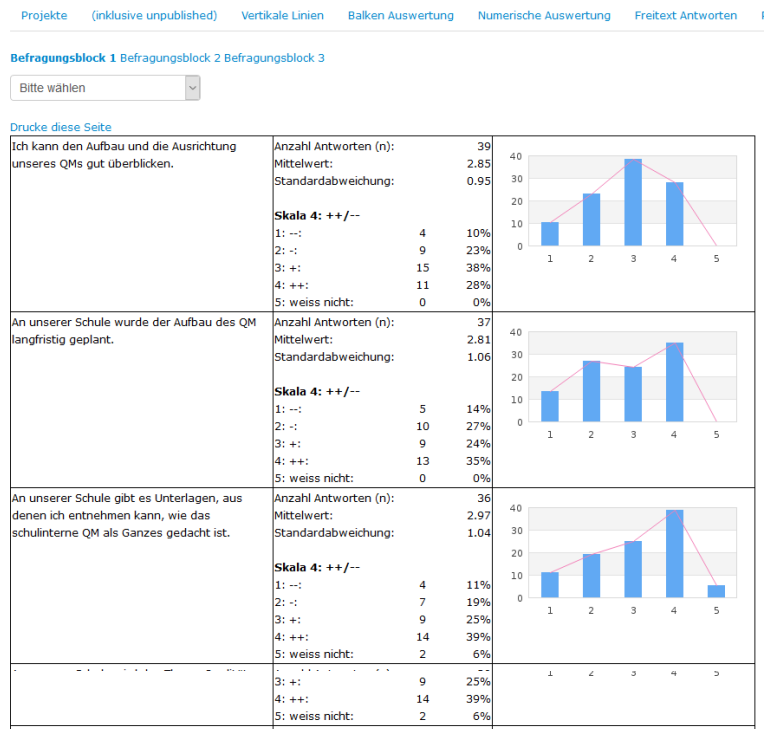 Projekte (inklusive unpublished) Vertikale Linien Balken Auswertung Numerische Auswertung Freitext Antworten
Befragungsblock 1 Befragungsblock 2 Befragungsblock 3
Bitte wählen
Drucke diese Seite
Ich kann den Aufbau und die Ausrichtung
unseres QMs gut überblicken.
Anzahl Antworten (n): 39
Mittelwert: 2.85
Standardabweichung: 0.95
Skala 4: ++/--
1: --: 4 10%
2: -: 9 23%
3: +: 15 38%
4: ++: 11 28%
5: weiss nicht: 0 0%
40
30
20
10
0
1 2 3 4 5
An unserer Schule wurde der Aufbau des QM
langfristig geplant.
Anzahl Antworten (n): 37
Mittelwert: 2.81
Standardabweichung: 1.06
Skala 4: ++/--
1: --: 5 14%
2: -: 10 27%
3: +: 9 24%
4: ++: 13 35%
5: weiss nicht: 0 0%
40
30
20
10
0
1 2 3 4 5
An unserer Schule gibt es Unterlagen, aus
denen ich entnehmen kann, wie das
schulinterne QM als Ganzes gedacht ist.
Anzahl Antworten (n): 36
Mittelwert: 2.97
Standardabweichung: 1.04
Skala 4: ++/--
1: --: 4 11%
2: -: 7 19%
3: +: 9 25%
4: ++: 14 39%
5: weiss nicht: 2 6%
40
30
20
10
0
1 2 3 4 5
3: +: 9 25%
4: ++: 14 39%
5: weiss nicht: 2 6%
1 2 3 4 5